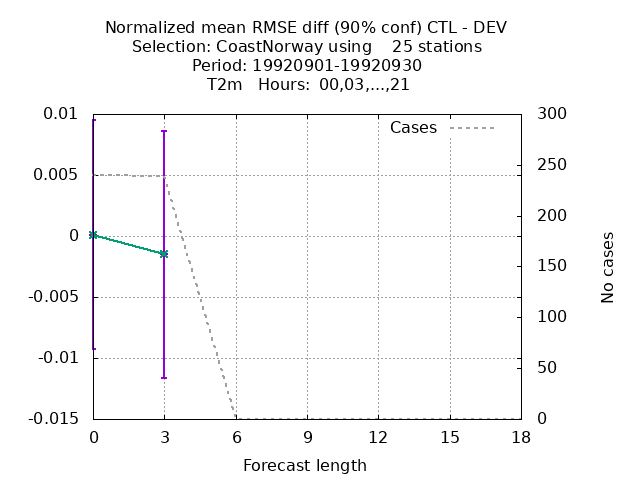 Normalized mean RMSE diff (90% conf) CTL - DEV
Selection: CoastNorway using    25 stations
Period: 19920901-19920930
T2m   Hours:  00,03,...,21
0.01
0.005
0
-0.005
-0.01
-0.015
Cases
300
250
200
150
100
50
0
No cases
0 3 6 9 12 15 18
Forecast length